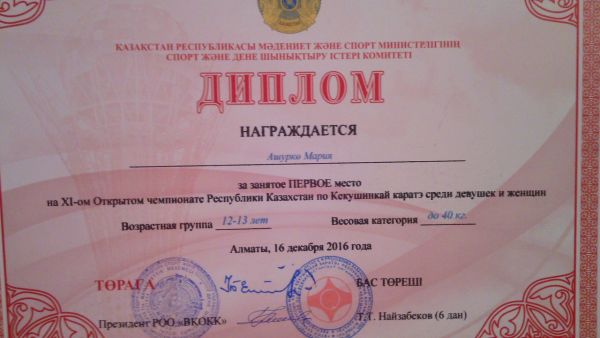 ҚАЗАҚСТАН РЕСПУБЛИКАСЫ МӘДЕНИЕТ ЖӘНЕ СПОРТ МИНИСТРЛІГІНІҢ
СПОРТ ЖӘНЕ ДЕНЕ ШЫНЫҚТЫРУ ІСТЕРІ КОМИТЕТІ
ДИПЛОМ
НАГРАЖДАЕТСЯ
Ашурко Мария
за занятое ПЕРВОЕ место
на XI-ом Открытом чемпионате Республики Казахстан по Кекушинкай каратэ среди девушек и женщин
Возрастная группа 12-13 лет Весовая категория до 40 кг.
Алматы, 16 декабря 2016 года
ТӨРАҒА БАС ТӨРЕШІ
Президент РОО «ВКОКК» Т.Т. Найзабеков (6 дан)